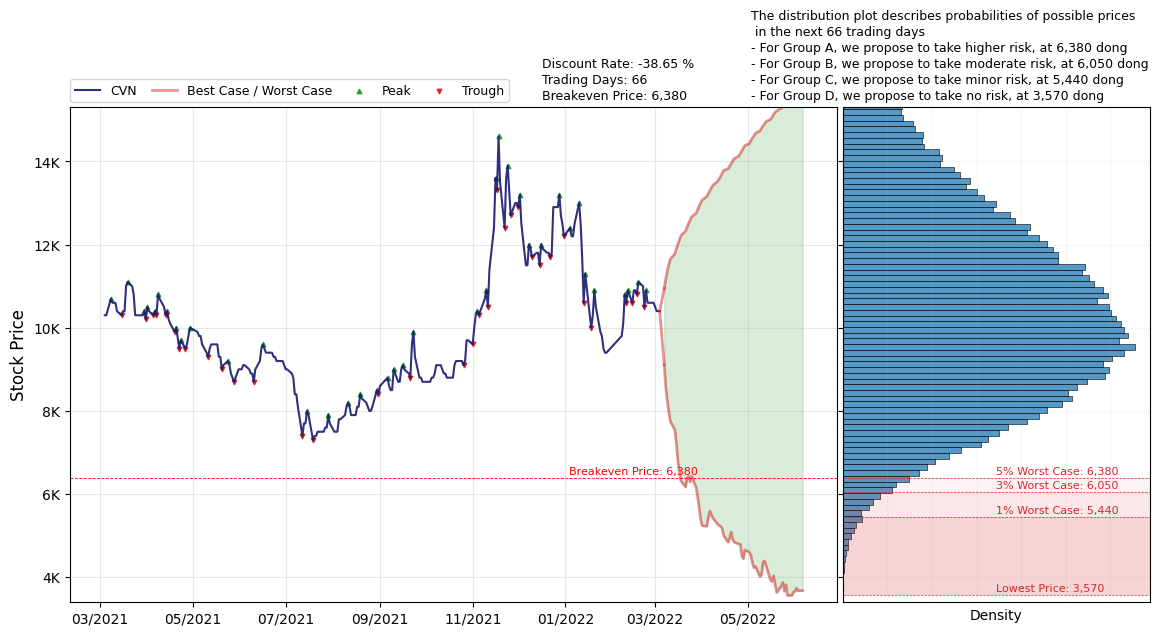 The distribution plot describes probabilities of possible prices
in the next 66 trading days
- For Group A, we propose to take higher risk, at 6,380 dong
- For Group B, we propose to take moderate risk, at 6,050 dong
- For Group C, we propose to take minor risk, at 5,440 dong
- For Group D, we propose to take no risk, at 3,570 dong
Discount Rate: -38.65 %
Trading Days: 66
Breakeven Price: 6,380
CVN
Best Case / Worst Case
Peak
Trough
Stock Price
14K
12K
10K
8K
6K
4K
Breakeven Price: 6,380
03/2021
05/2021
07/2021
09/2021
11/2021
01/2022
03/2022
05/2022
5% Worst Case: 6,380
3% Worst Case: 6,050
1% Worst Case: 5,440
Lowest Price: 3,570
Density